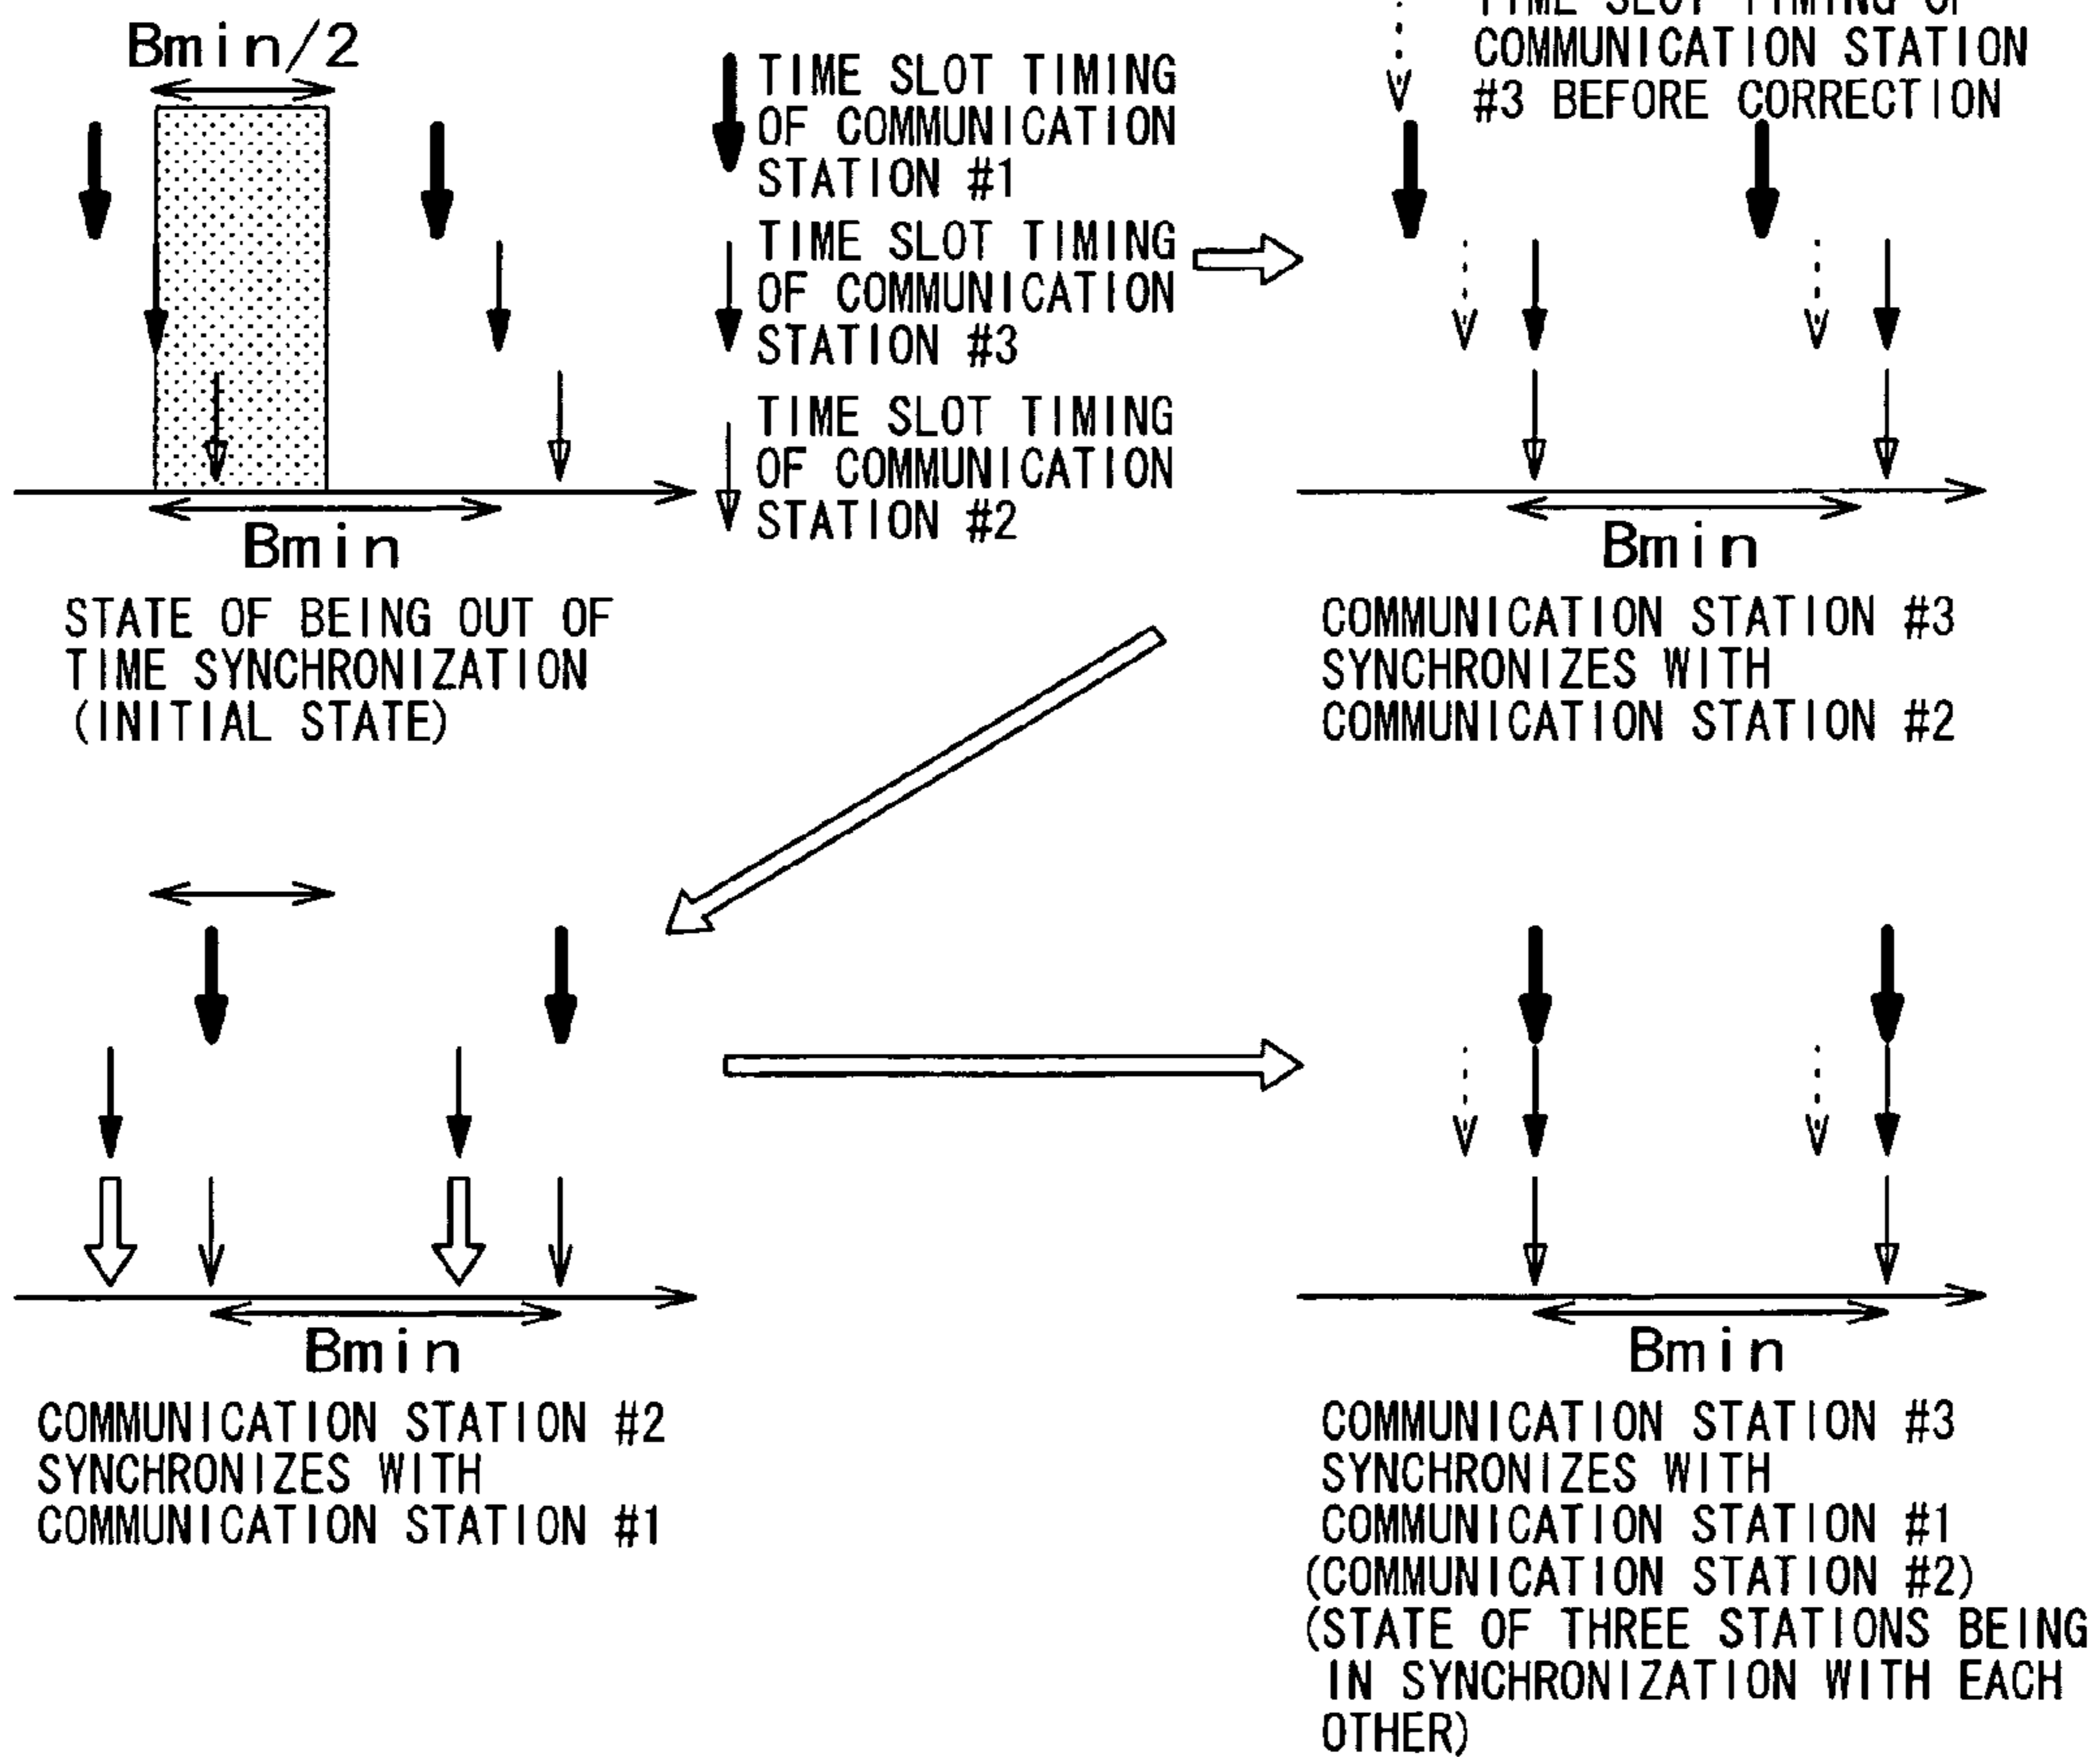 Bmin/2
TIME SLOT TIMING
OF COMMUNICATION
STATION #1
TIME SLOT TIMING
OF COMMUNICATION
STATION #3
TIME SLOT TIMING
OF COMMUNICATION
STATION #2
Bmin
STATE OF BEING OUT OF
TIME SYNCHRONIZATION
(INITIAL STATE)
TIME SLOT TIMING OF
COMMUNICATION STATION
#3 BEFORE CORRECTION
Bmin
COMMUNICATION STATION #3
SYNCHRONIZES WITH
COMMUNICATION STATION #2
Bmin
COMMUNICATION STATION #2
SYNCHRONIZES WITH
COMMUNICATION STATION #1
Bmin
COMMUNICATION STATION #3
SYNCHRONIZES WITH
COMMUNICATION STATION #1
(COMMUNICATION STATION #2)
(STATE OF THREE STATIONS BEING
IN SYNCHRONIZATION WITH EACH
OTHER)